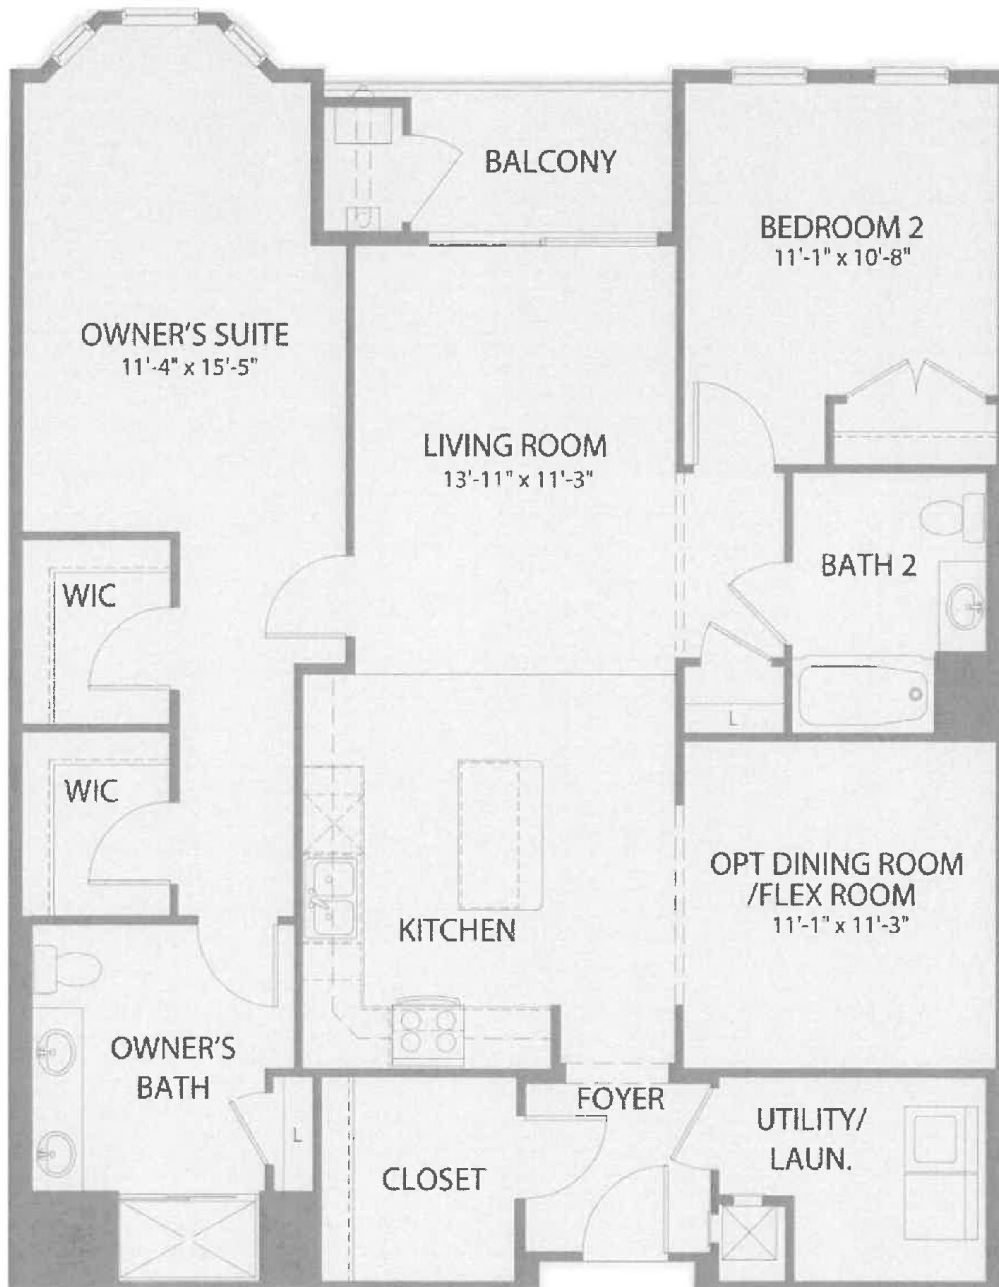 BALCONY
BEDROOM 2
11'-1" x 10'-8"
OWNER'S SUITE
11'-4" x 15'-5"
LIVING ROOM
13'-11" x 11'-3"
WIC
BATH 2
L
WIC
OPT DINING ROOM
/FLEX ROOM
11'-1" x 11'-3"
KITCHEN
OWNER'S
BATH
L
FOYER
CLOSET
UTILITY/
LAUN.